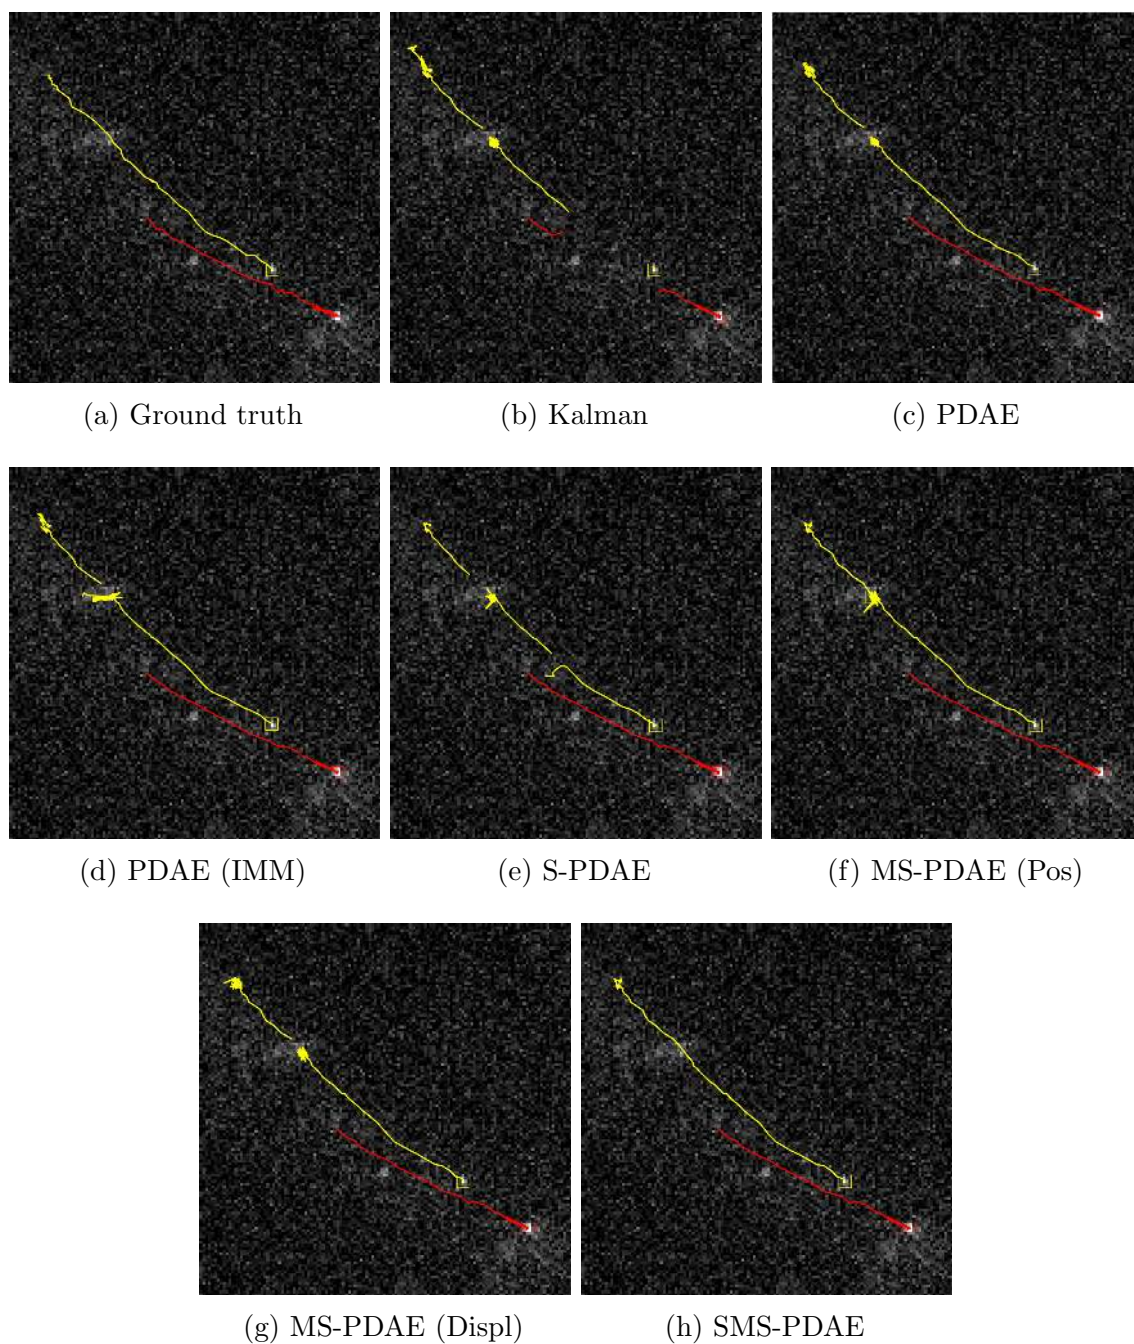 (a) Ground truth
(b) Kalman
(c) PDAE
(d) PDAE (IMM)
(e) S-PDAE
(f) MS-PDAE (Pos)
(g) MS-PDAE (Displ)
(h) SMS-PDAE